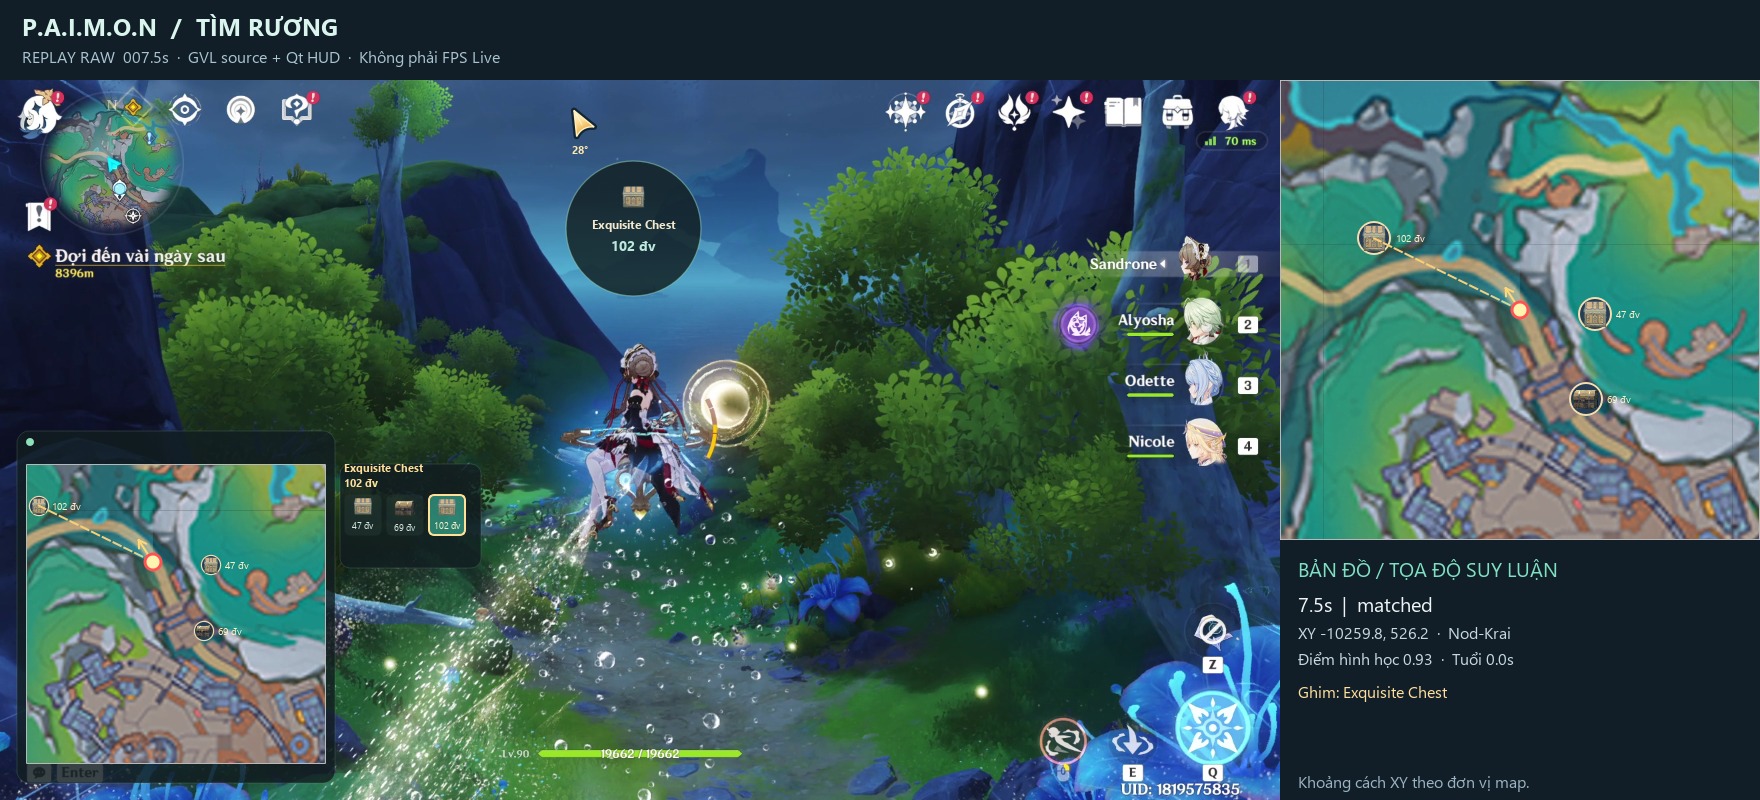 P.A.I.M.O.N / TÌM RƯƠNG
REPLAY RAW 007.5s · GVL source + Qt HUD · Không phải FPS Live
N
28°
Exquisite Chest
102 đv
70 ms
Đợi đến vài ngày sau
8396m
Sandrone
1
Alyosha
2
Odette
3
Nicole
4
102 đv
47 đv
69 đv
Exquisite Chest
102 đv
47 đv
69 đv
102 đv
Enter
Lv.90
19662 / 19662
Z
E
Q
UID: 1819575835
102 đv
47 đv
69 đv
BẢN ĐỒ / TỌA ĐỘ SUY LUẬN
7.5s | matched
XY -10259.8, 526.2 · Nod-Krai
Điểm hình học 0.93 · Tuổi 0.0s
Ghim: Exquisite Chest
Khoảng cách XY theo đơn vị map.